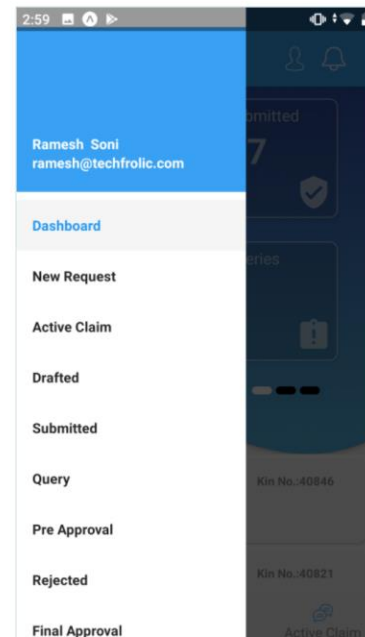 2:59
Ramesh Soni
ramesh@techfrolic.com
Dashboard
New Request
Active Claim
Drafted
Submitted
Query
Pre Approval
Rejected
Final Approval
bmitted
7
eries
Kin No.:40846
Kin No.:40821
Active Claim